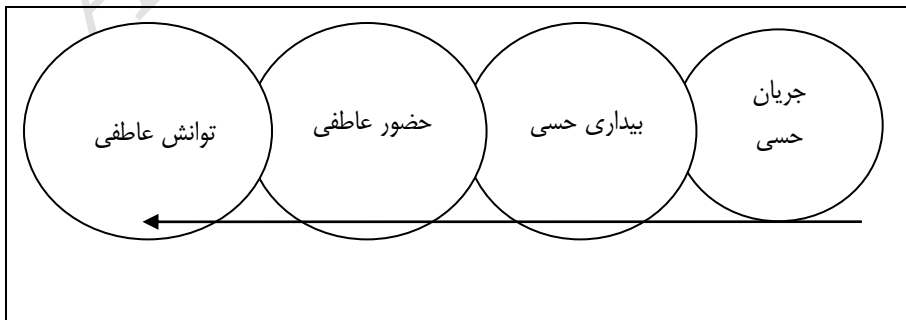 جریان
حسی
بیداری حسی
حضور عاطفی
توانش عاطفی